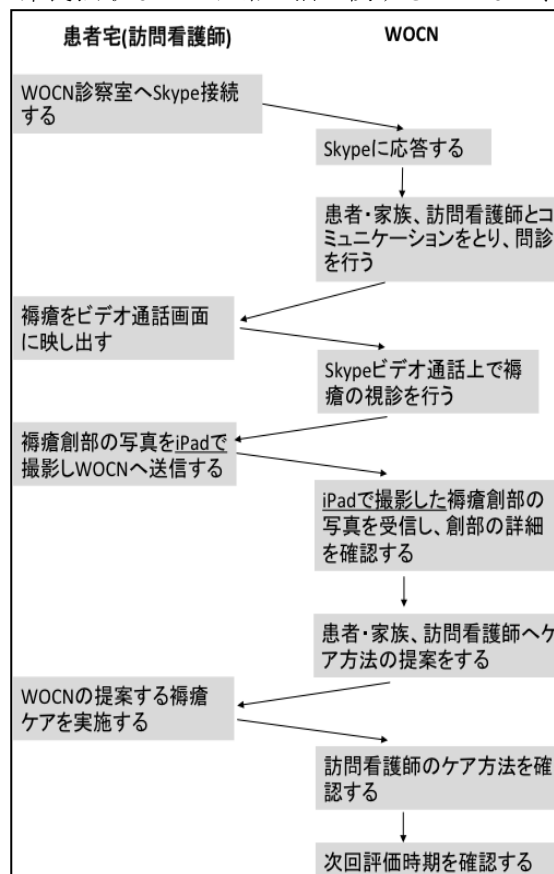 患者宅(訪問看護師)
WOCN
WOCN診察室へSkype接続
する
Skypeに応答する
患者・家族、訪問看護師とコ
ミュニケーションをとり、問診
を行う
褥瘡をビデオ通話画面
に映し出す
Skypeビデオ通話上で褥
瘡の視診を行う
褥瘡創部の写真をiPadで
撮影しWOCNへ送信する
iPadで撮影した褥瘡創部の
写真を受信し、創部の詳細
を確認する
患者・家族、訪問看護師へケ
ア方法の提案をする
WOCNの提案する褥瘡
ケアを実施する
訪問看護師のケア方法を確
認する
次回評価時期を確認する